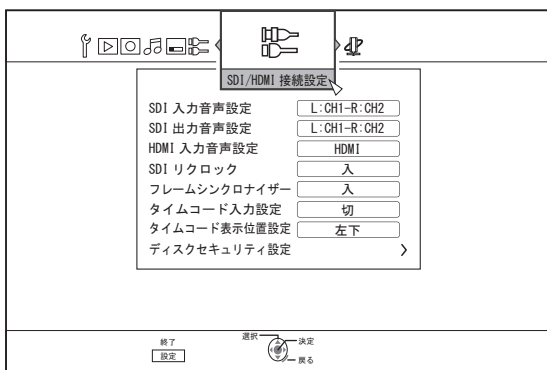 SDI/HDMI 接続設定
SDI 入力音声設定 L:CH1-R:CH2
SDI 出力音声設定 L:CH1-R:CH2
HDMI 入力音声設定 HDMI
SDI リクロック 入
フレームシンクロナイザー 入
タイムコード入力設定 切
タイムコード表示位置設定 左下
ディスクセキュリティ設定
終了
設定
選択
決定
戻る